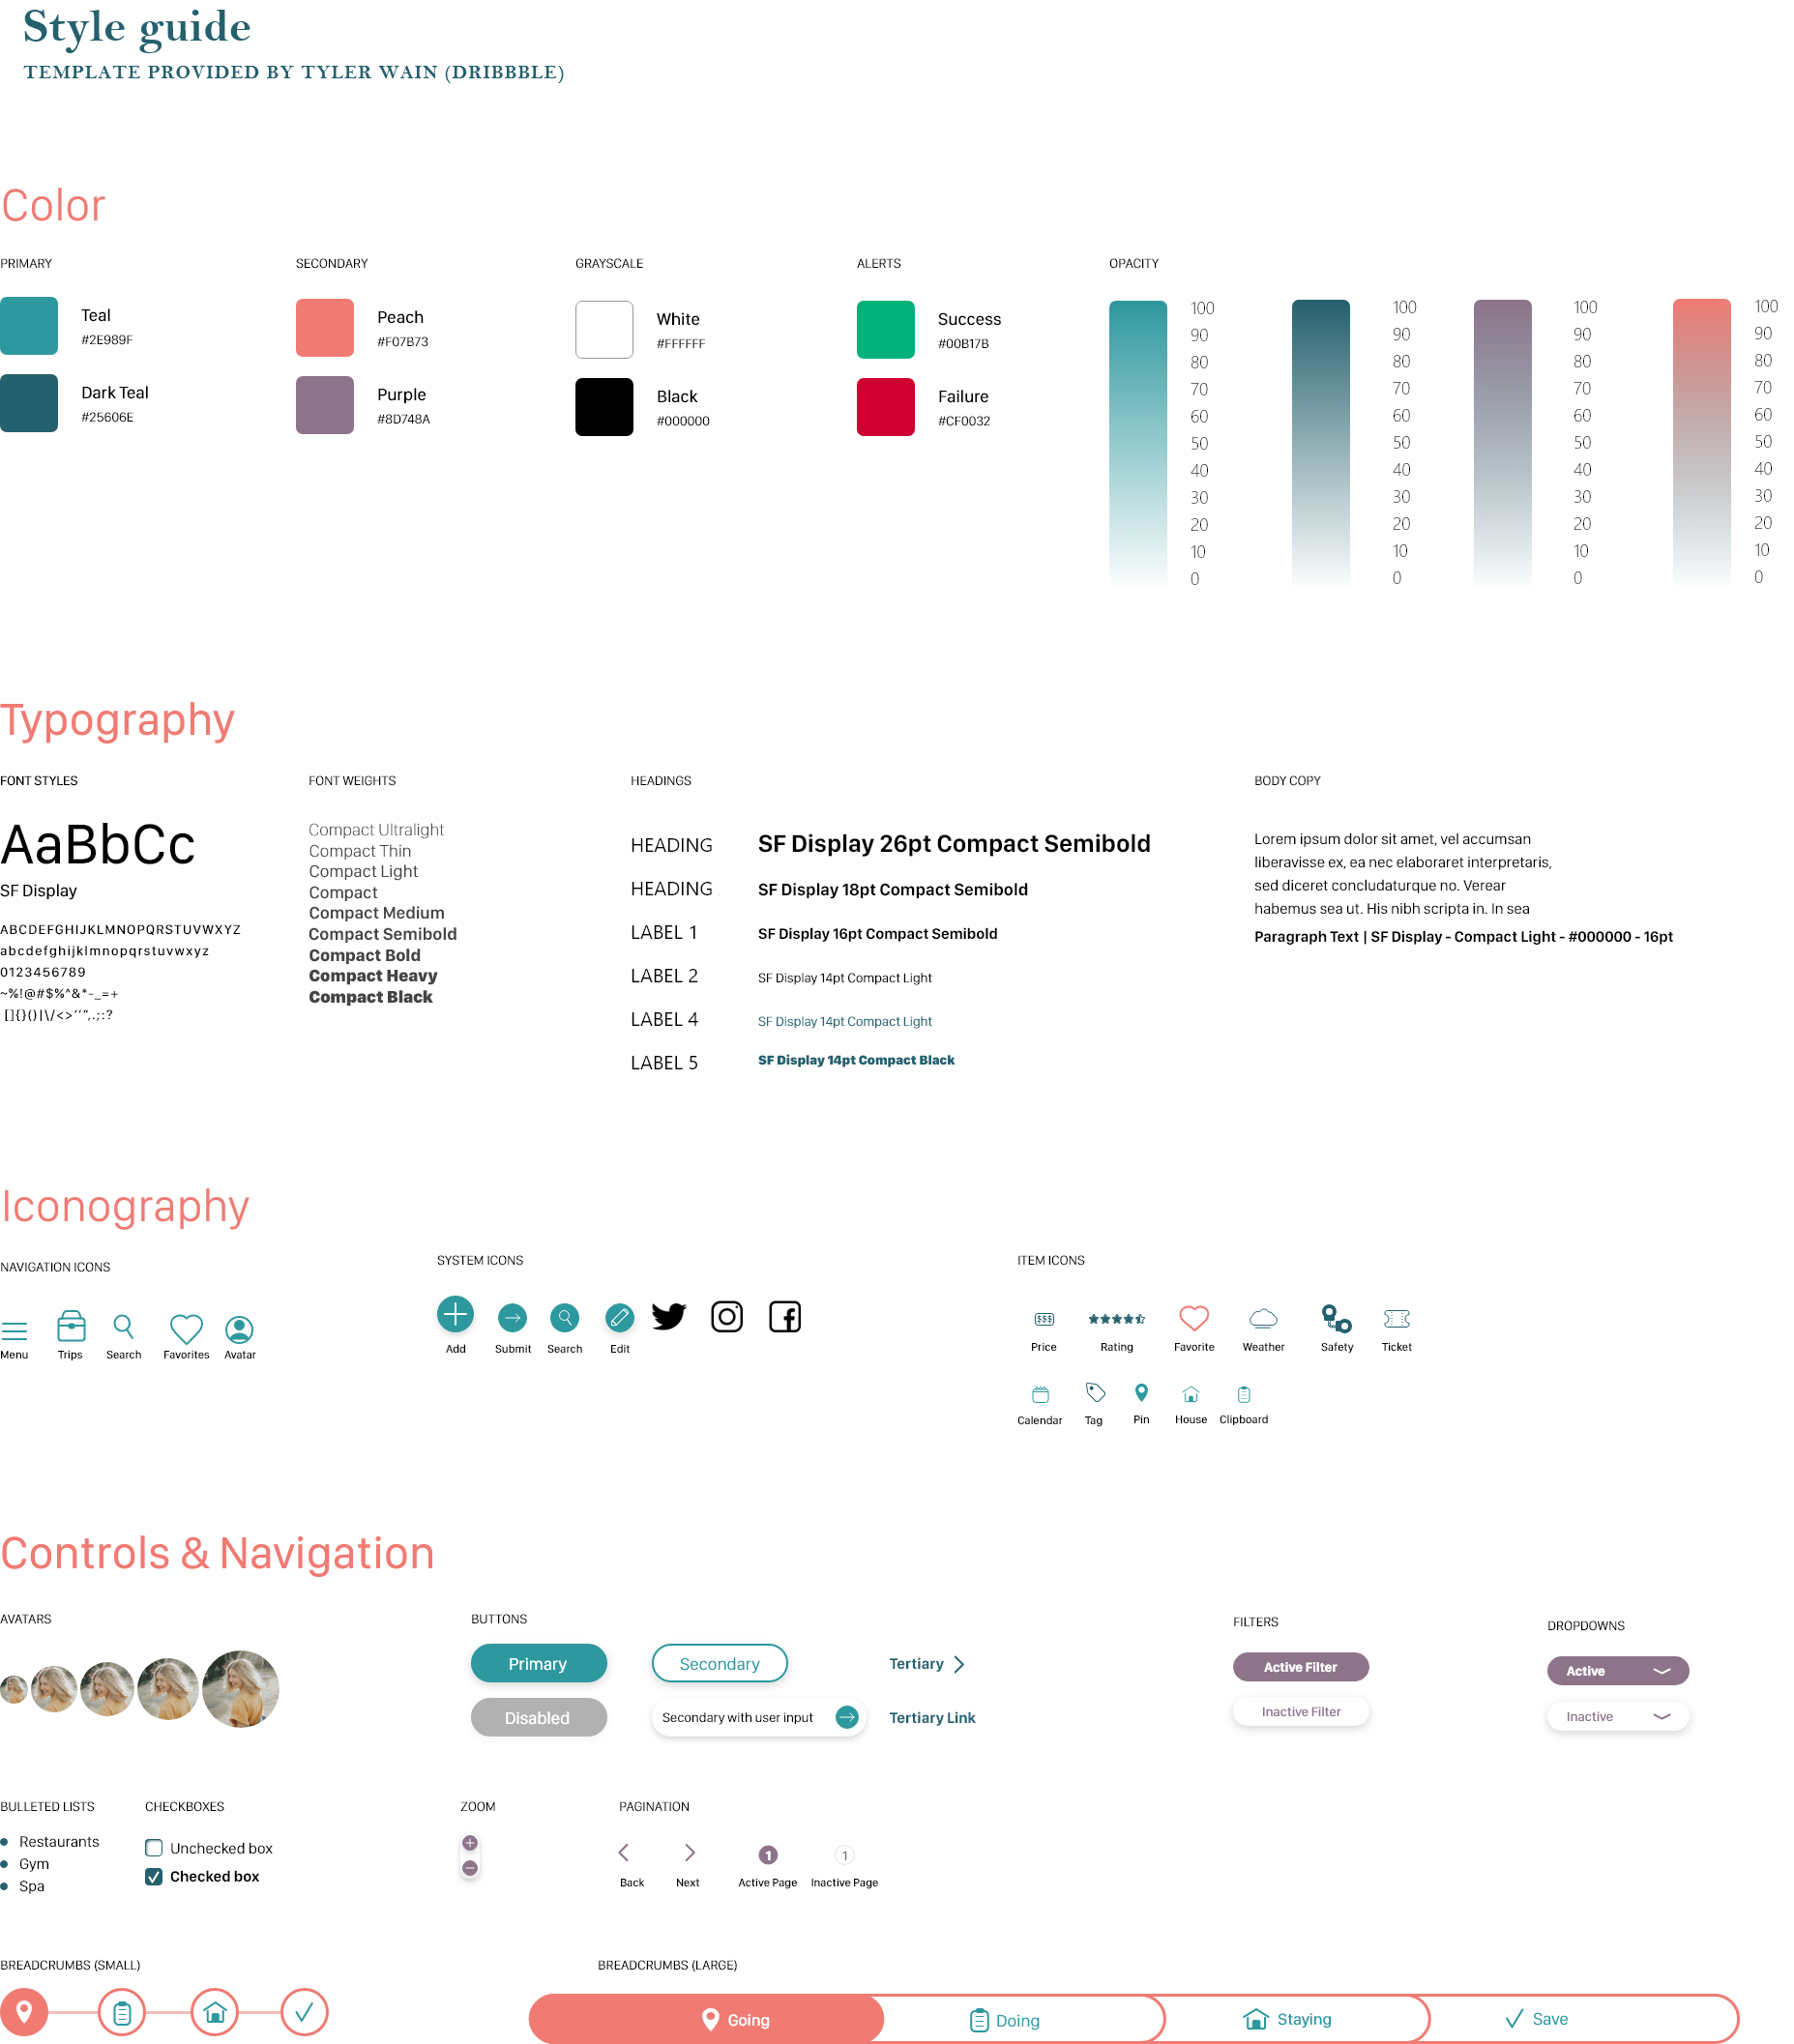 Style guide
TEMPLATE PROVIDED BY TYLER WAIN (DRIBBBLE)
Color
PRIMARY
Teal
#2E989F
Dark Teal
#25606E
SECONDARY
Peach
#F07B73
Purple
#8D748A
GRAYSCALE
White
#FFFFFF
Black
#000000
ALERTS
Success
#00B17B
Failure
#CF0032
OPACITY
100
90
80
70
60
50
40
30
20
10
0
100
90
80
70
60
50
40
30
20
10
0
100
90
80
70
60
50
40
30
20
10
0
100
90
80
70
60
50
40
30
20
10
0
Typography
FONT STYLES
AaBbCc
SF Display
ABCDEFGHIJKLMNOPQRSTUVWXYZ
abcdefghijklmnopqrstuvwxyz
0123456789
~%!@#$%^&*-_=+
[]{}()|\/<>'‘“,.;:?
FONT WEIGHTS
Compact Ultralight
Compact Thin
Compact Light
Compact
Compact Medium
Compact Semibold
Compact Bold
Compact Heavy
Compact Black
HEADINGS
HEADING SF Display 26pt Compact Semibold
HEADING SF Display 18pt Compact Semibold
LABEL 1 SF Display 16pt Compact Semibold
LABEL 2 SF Display 14pt Compact Light
LABEL 4 SF Display 14pt Compact Light
LABEL 5 SF Display 14pt Compact Black
BODY COPY
Lorem ipsum dolor sit amet, vel accumsan
liberavisse ex, ea nec elaboraret interpretaris,
sed diceret concludaturque no. Verear
habemus sea ut. His nibh scripta in. In sea
Paragraph Text | SF Display - Compact Light - #000000 - 16pt
Iconography
NAVIGATION ICONS
Menu Trips Search Favorites Avatar
SYSTEM ICONS
Add Submit Search Edit
ITEM ICONS
$$$
Price Rating Favorite Weather Safety Ticket
Calendar Tag Pin House Clipboard
Controls & Navigation
AVATARS
BUTTONS
Primary Secondary Tertiary
Disabled Secondary with user input Tertiary Link
FILTERS
Active Filter
Inactive Filter
DROPDOWNS
Active
Inactive
BULLETED LISTS
Restaurants
Gym
Spa
CHECKBOXES
Unchecked box
Checked box
ZOOM
PAGINATION
1 1
Back Next Active Page Inactive Page
BREADCRUMBS (SMALL)
BREADCRUMBS (LARGE)
Going Doing Staying Save